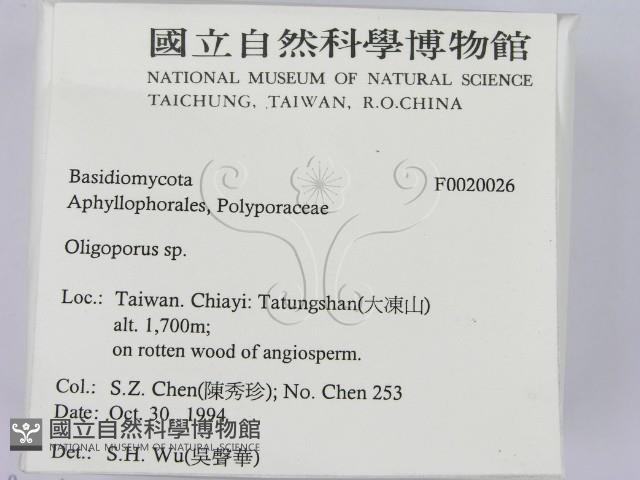 國立自然科學博物館
NATIONAL MUSEUM OF NATURAL SCIENCE
TAICHUNG, TAIWAN, R.O.CHINA
Basidiomycota F0020026
Aphyllophorales, Polyporaceae
Oligoporus sp.
Loc.: Taiwan. Chiayi: Tatungshan(大凍山)
alt. 1,700m;
on rotten wood of angiosperm.
Col.: S.Z. Chen(陳秀珍); No. Chen 253
Date: Oct. 30, 1994
國立自然科學博物館
NATIONAL MUSEUM OF NATURAL SCIENCE
Det.: S.H. Wu(吳聲華)